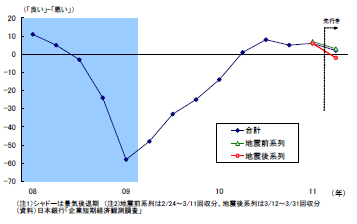 (「良い」-「悪い」)
先行き
20
10
0
-10
-20
-30
-40
-50
-60
-70
合計
地震前系列
地震後系列
08
09
10
11
(年)
(注1)シャドーは景気後退期 (注2)地震前系列は2/24~3/11回収分、地震後系列は3/12~3/31回収分
(資料)日本銀行「企業短期経済観測調査」